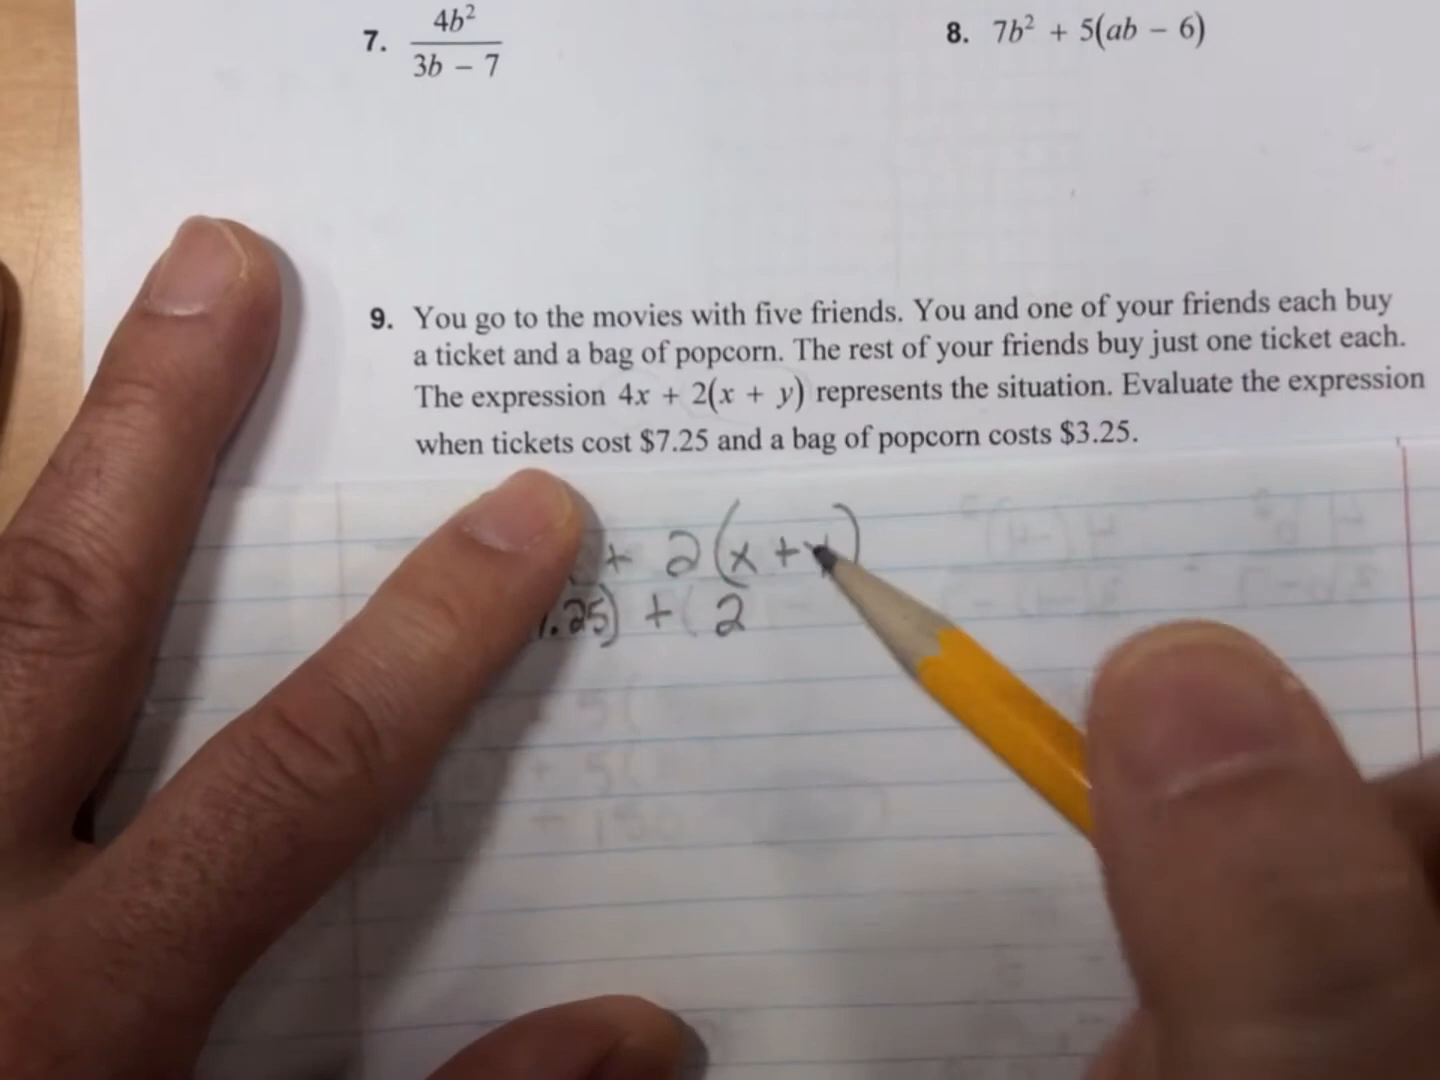 7. 4b²
3b − 7
8. 7b² + 5(ab − 6)
9. You go to the movies with five friends. You and one of your friends each buy
a ticket and a bag of popcorn. The rest of your friends buy just one ticket each.
The expression 4x + 2(x + y) represents the situation. Evaluate the expression
when tickets cost $7.25 and a bag of popcorn costs $3.25.
+ 2(x + y)
.25) + 2